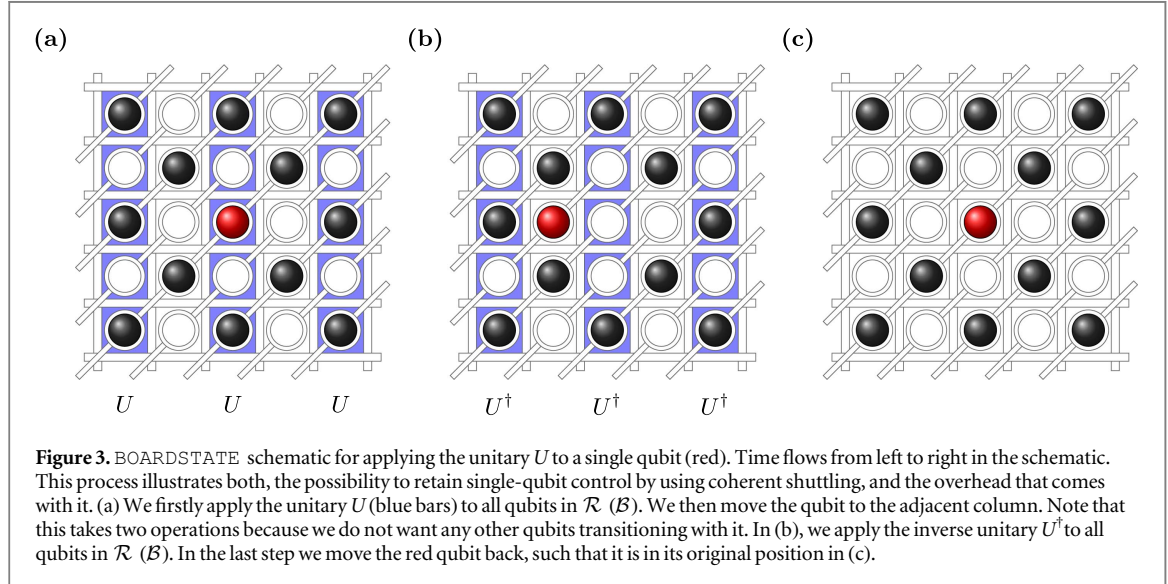 (a)
(b)
(c)
U
U
U
U†
U†
U†
Figure 3. BOARDSTATE schematic for applying the unitary U to a single qubit (red). Time flows from left to right in the schematic.
This process illustrates both, the possibility to retain single-qubit control by using coherent shuttling, and the overhead that comes
with it. (a) We firstly apply the unitary U (blue bars) to all qubits in ℛ (ℬ). We then move the qubit to the adjacent column. Note that
this takes two operations because we do not want any other qubits transitioning with it. In (b), we apply the inverse unitary U† to all
qubits in ℛ (ℬ). In the last step we move the red qubit back, such that it is in its original position in (c).